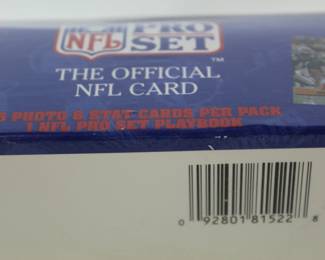 NFL PRO
SET
™
THE OFFICIAL
NFL CARD
PHOTO & STAT CARDS PER PACK
1 NFL PRO SET PLAYBOOK
0 92801 81522 8